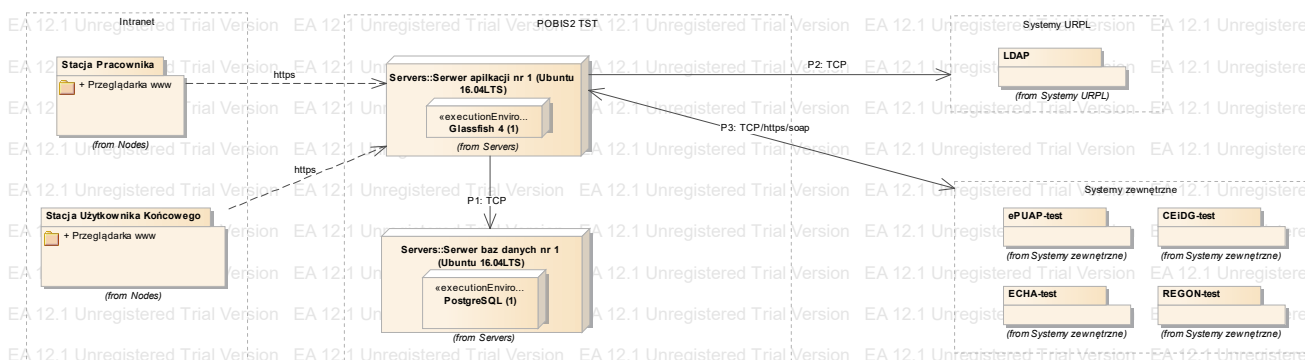 Intranet
POBIS2 TST
Systemy URPL
Stacja Pracownika
+ Przeglądarka www
(from Nodes)
https
Servers::Serwer apilkacji nr 1 (Ubuntu
16.04LTS)
«executionEnviro...
Glassfish 4 (1)
(from Servers)
P2: TCP
LDAP
(from Systemy URPL)
P3: TCP/https/soap
https
P1: TCP
Stacja Użytkownika Końcowego
+ Przeglądarka www
(from Nodes)
Servers::Serwer baz danych nr 1
(Ubuntu 16.04LTS)
«executionEnviro...
PostgreSQL (1)
(from Servers)
Systemy zewnętrzne
ePUAP-test
(from Systemy zewnętrzne)
CEiDG-test
(from Systemy zewnętrzne)
ECHA-test
(from Systemy zewnętrzne)
REGON-test
(from Systemy zewnętrzne)
EA 12.1 Unregistered Trial Version